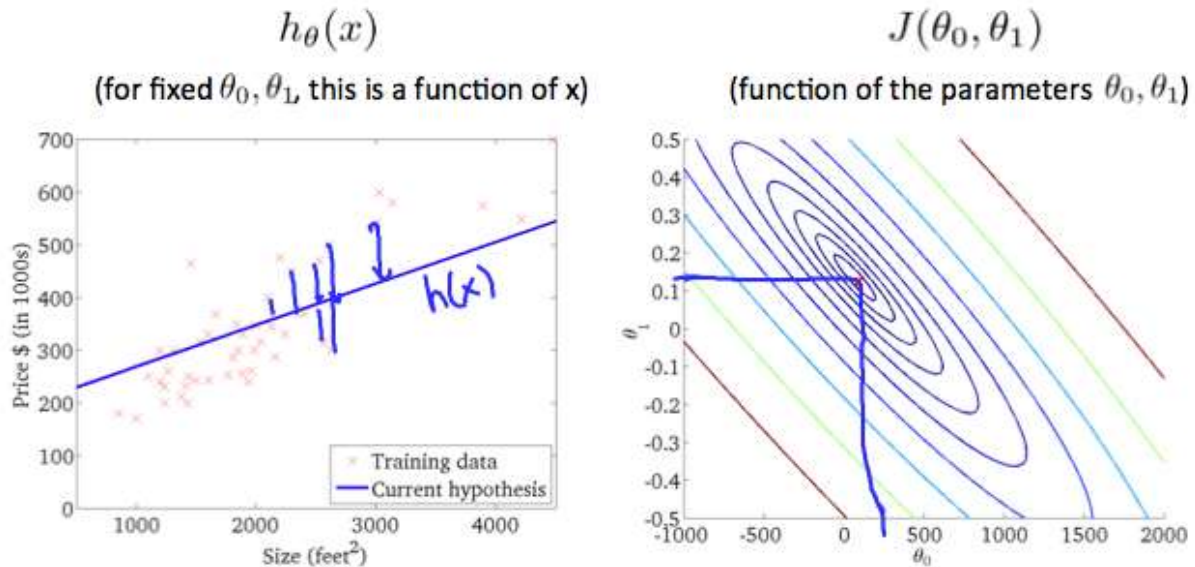 h_θ(x)
(for fixed θ₀, θ₁, this is a function of x)
700
600
500
400
300
200
100
0
Price $ (in 1000s)
h(x)
Training data
Current hypothesis
1000 2000 3000 4000
Size (feet²)
J(θ₀, θ₁)
(function of the parameters θ₀, θ₁)
0.5
0.4
0.3
0.2
0.1
0
-0.1
-0.2
-0.3
-0.4
-0.5
θ₁
-1000 -500 0 500 1000 1500 2000
θ₀